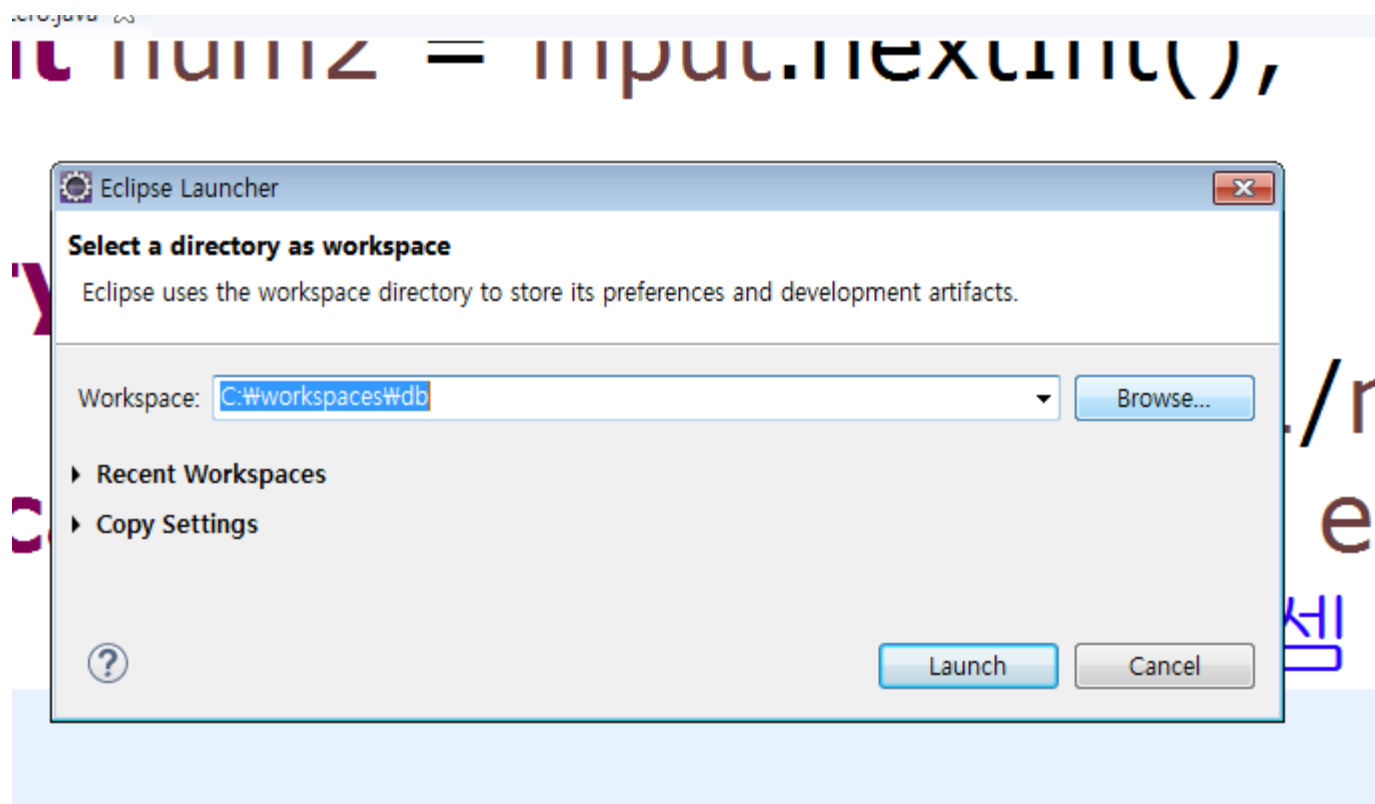 num2 = input.nextInt();
Eclipse Launcher
Select a directory as workspace
Eclipse uses the workspace directory to store its preferences and development artifacts.
Workspace: C:₩workspaces₩db Browse...
Recent Workspaces
Copy Settings
? Launch Cancel